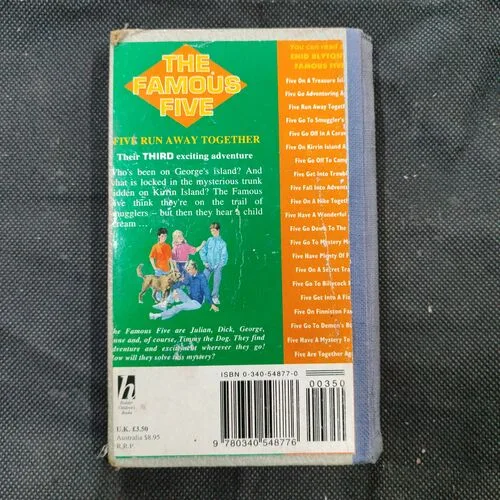 THE
FAMOUS
FIVE
FIVE RUN AWAY TOGETHER
Their THIRD exciting adventure
Who's been on George's island? And
what is locked in the mysterious trunk
hidden on Kirrin Island? The Famous
Five think they're on the trail of
smugglers – but then they hear a child
scream ...
The Famous Five are Julian, Dick, George,
Anne and, of course, Timmy the Dog. They find
adventure and excitement wherever they go!
How will they solve this mystery?
You can read a
ENID BLYTON'
FAMOUS FIVE
Five On A Treasure Isl
Five Go Adventuring Ag
Five Run Away Togeth
Five Go To Smuggler's
Five Go Off In A Carav
Five On Kirrin Island A
Five Go Off To Camp
Five Get Into Troubl
Five Fall Into Advent
Five On A Hike Togeth
Five Have A Wonderful
Five Go Down To The
Five Go To Mystery Mo
Five Have Plenty Of F
Five On A Secret Tra
Five Go To Billycock H
Five Get Into A Fix
Five On Finniston Far
Five Go To Demon's R
Five Have A Mystery To
Five Are Together Ag
ISBN 0-340-54877-0
00350
9 780340 548776
h
Hodder
Children's
Books
U.K. £3.50
Australia $8.95
R.R.P.